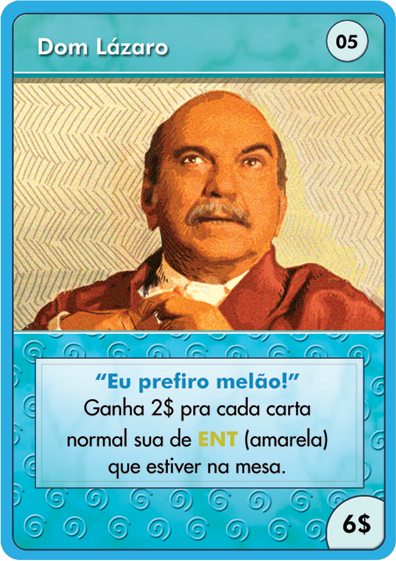 Dom Lázaro
05
“Eu prefiro melão!”
Ganha 2$ pra cada carta
normal sua de ENT (amarela)
que estiver na mesa.
6$